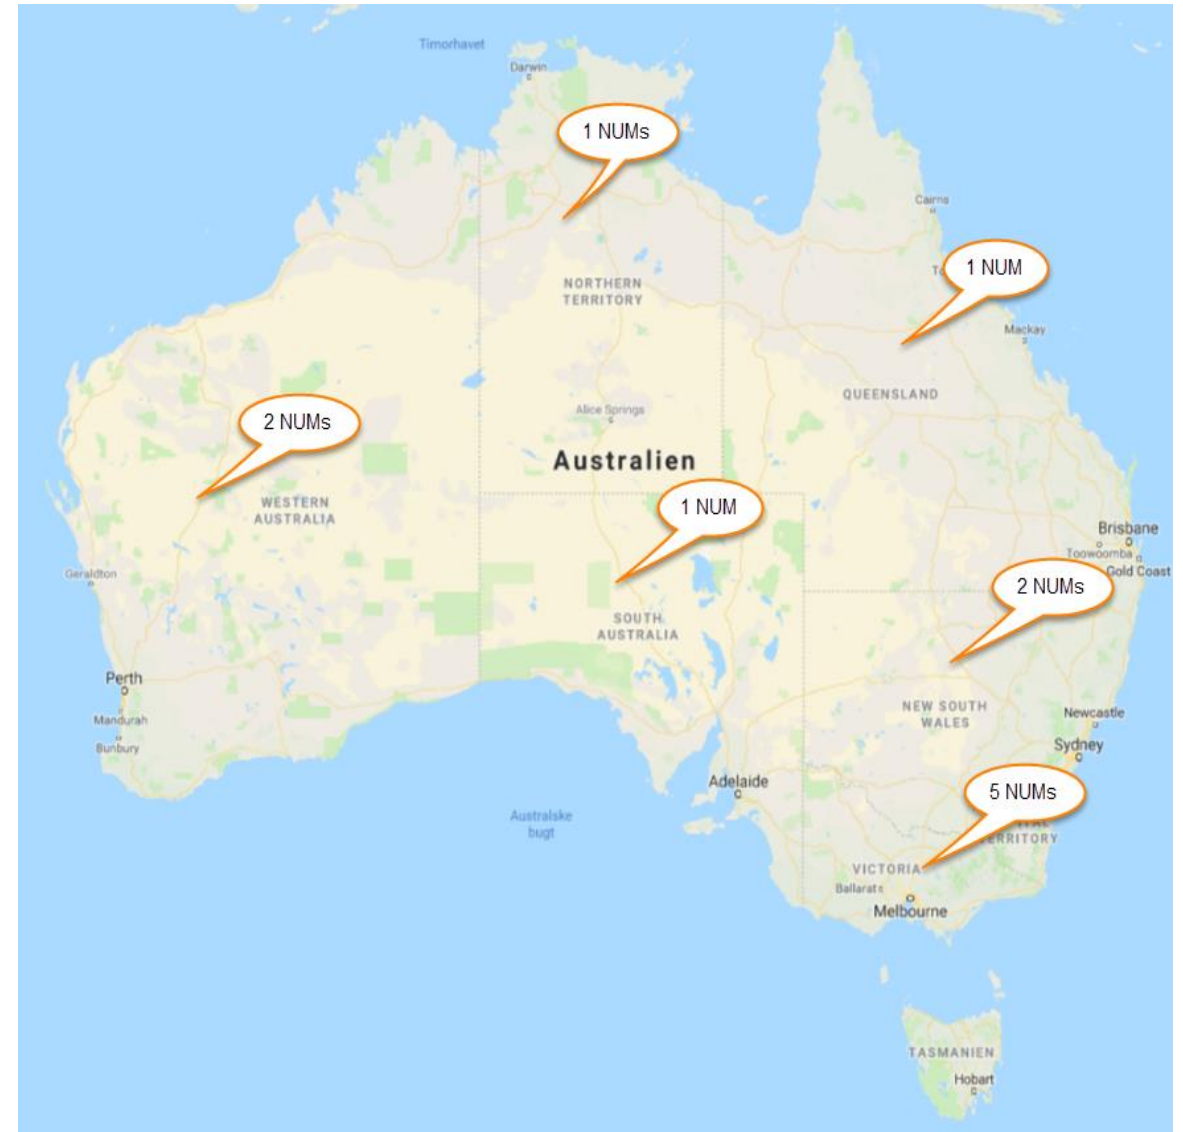 Timorhavet
Darwin
1 NUMs
Cairns
1 NUM
NORTHERN
TERRITORY
Mackay
QUEENSLAND
Alice Springs
2 NUMs
Australien
WESTERN
AUSTRALIA
1 NUM
Brisbane
Toowoomba
Gold Coast
Geraldton
2 NUMs
SOUTH
AUSTRALIA
Perth
Mandurah
Bunbury
NEW SOUTH
WALES
Newcastle
Sydney
Adelaide
5 NUMs
Australske
bugt
VICTORIA
Ballarat
Melbourne
TASMANIEN
Hobart